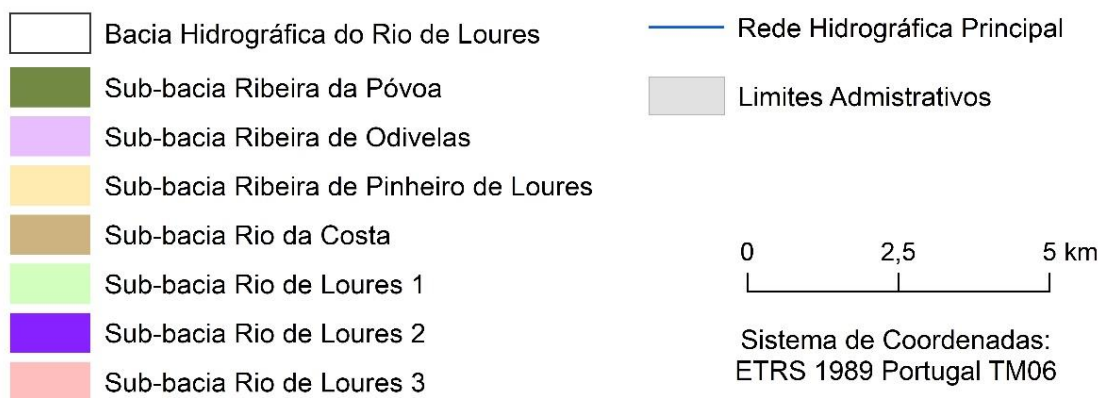 Bacia Hidrográfica do Rio de Loures
Sub-bacia Ribeira da Póvoa
Sub-bacia Ribeira de Odivelas
Sub-bacia Ribeira de Pinheiro de Loures
Sub-bacia Rio da Costa
Sub-bacia Rio de Loures 1
Sub-bacia Rio de Loures 2
Sub-bacia Rio de Loures 3
Rede Hidrográfica Principal
Limites Admistrativos
0 2,5 5 km
Sistema de Coordenadas:
ETRS 1989 Portugal TM06